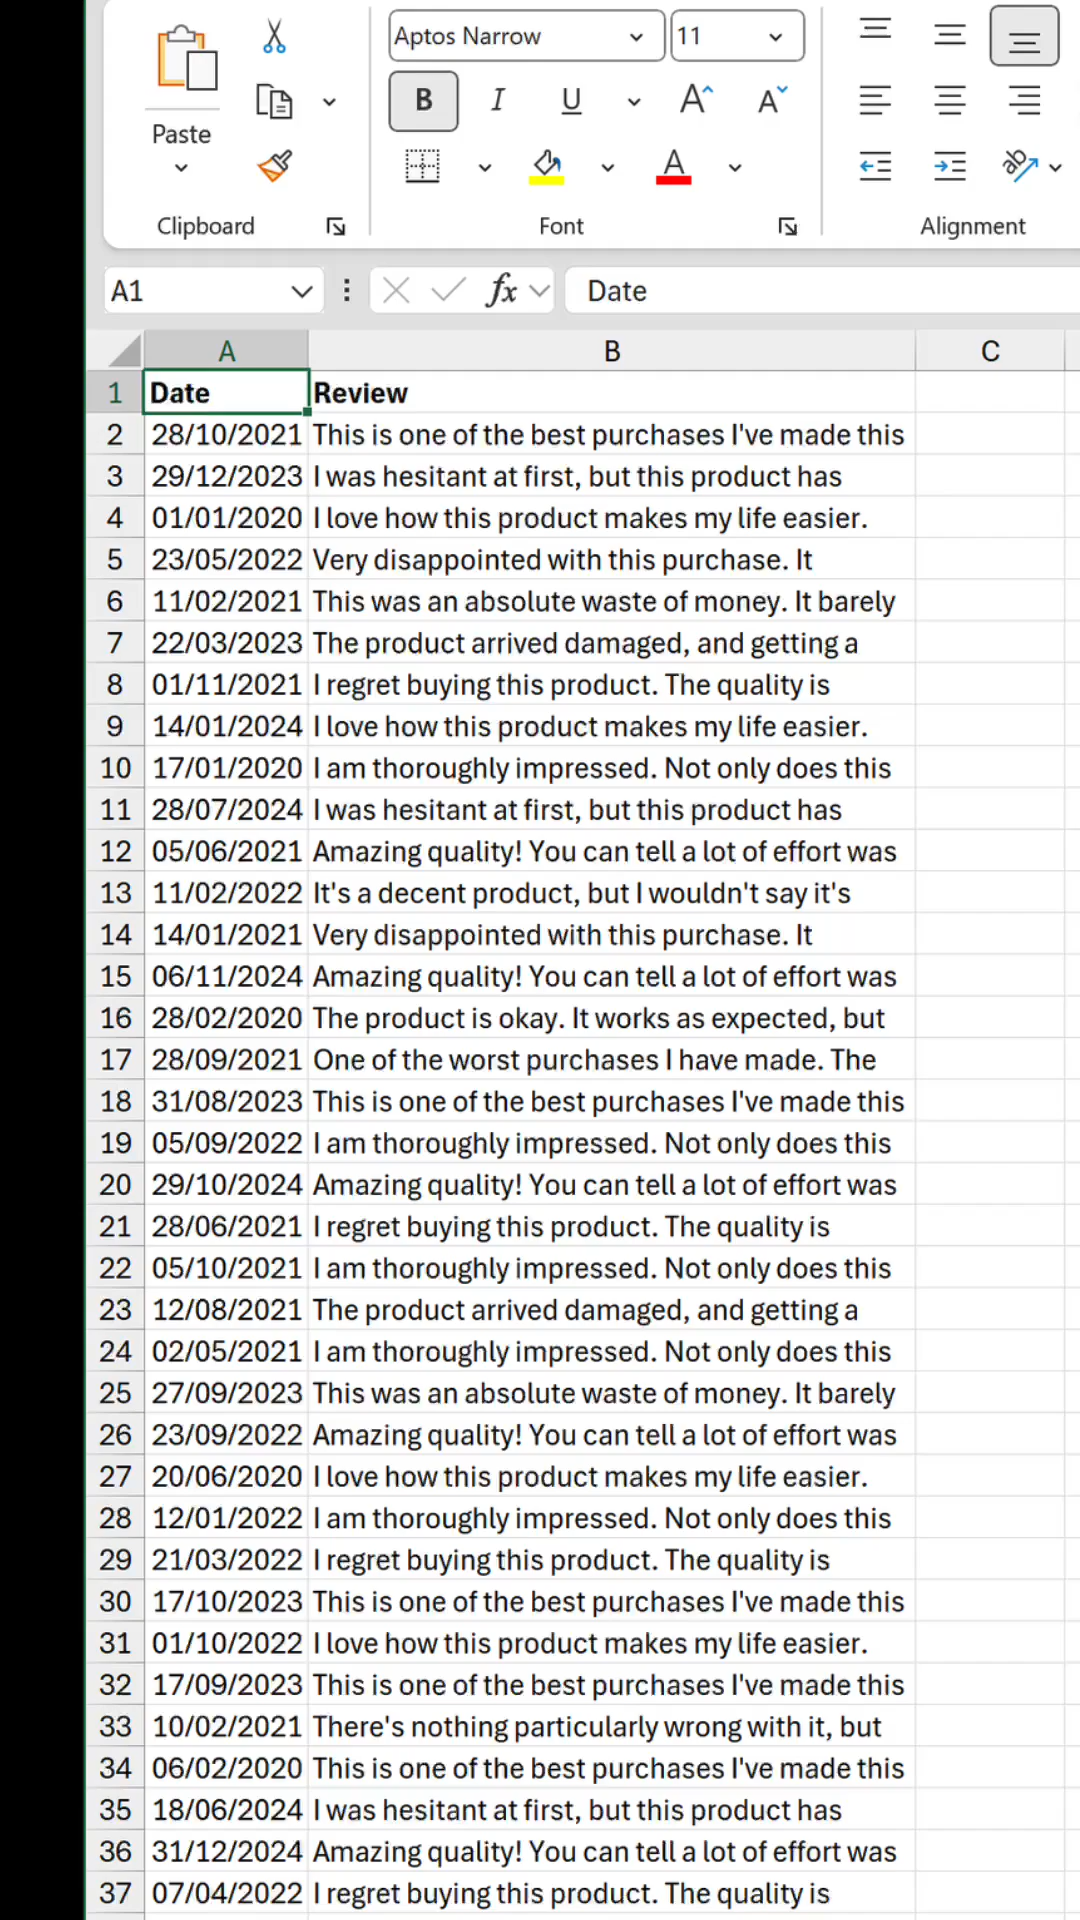 Aptos Narrow 11
B I U A A
Paste
ab
A
Clipboard Font Alignment
A1 fx Date
A B C
1 Date Review
2 28/10/2021 This is one of the best purchases I've made this
3 29/12/2023 I was hesitant at first, but this product has
4 01/01/2020 I love how this product makes my life easier.
5 23/05/2022 Very disappointed with this purchase. It
6 11/02/2021 This was an absolute waste of money. It barely
7 22/03/2023 The product arrived damaged, and getting a
8 01/11/2021 I regret buying this product. The quality is
9 14/01/2024 I love how this product makes my life easier.
10 17/01/2020 I am thoroughly impressed. Not only does this
11 28/07/2024 I was hesitant at first, but this product has
12 05/06/2021 Amazing quality! You can tell a lot of effort was
13 11/02/2022 It's a decent product, but I wouldn't say it's
14 14/01/2021 Very disappointed with this purchase. It
15 06/11/2024 Amazing quality! You can tell a lot of effort was
16 28/02/2020 The product is okay. It works as expected, but
17 28/09/2021 One of the worst purchases I have made. The
18 31/08/2023 This is one of the best purchases I've made this
19 05/09/2022 I am thoroughly impressed. Not only does this
20 29/10/2024 Amazing quality! You can tell a lot of effort was
21 28/06/2021 I regret buying this product. The quality is
22 05/10/2021 I am thoroughly impressed. Not only does this
23 12/08/2021 The product arrived damaged, and getting a
24 02/05/2021 I am thoroughly impressed. Not only does this
25 27/09/2023 This was an absolute waste of money. It barely
26 23/09/2022 Amazing quality! You can tell a lot of effort was
27 20/06/2020 I love how this product makes my life easier.
28 12/01/2022 I am thoroughly impressed. Not only does this
29 21/03/2022 I regret buying this product. The quality is
30 17/10/2023 This is one of the best purchases I've made this
31 01/10/2022 I love how this product makes my life easier.
32 17/09/2023 This is one of the best purchases I've made this
33 10/02/2021 There's nothing particularly wrong with it, but
34 06/02/2020 This is one of the best purchases I've made this
35 18/06/2024 I was hesitant at first, but this product has
36 31/12/2024 Amazing quality! You can tell a lot of effort was
37 07/04/2022 I regret buying this product. The quality is